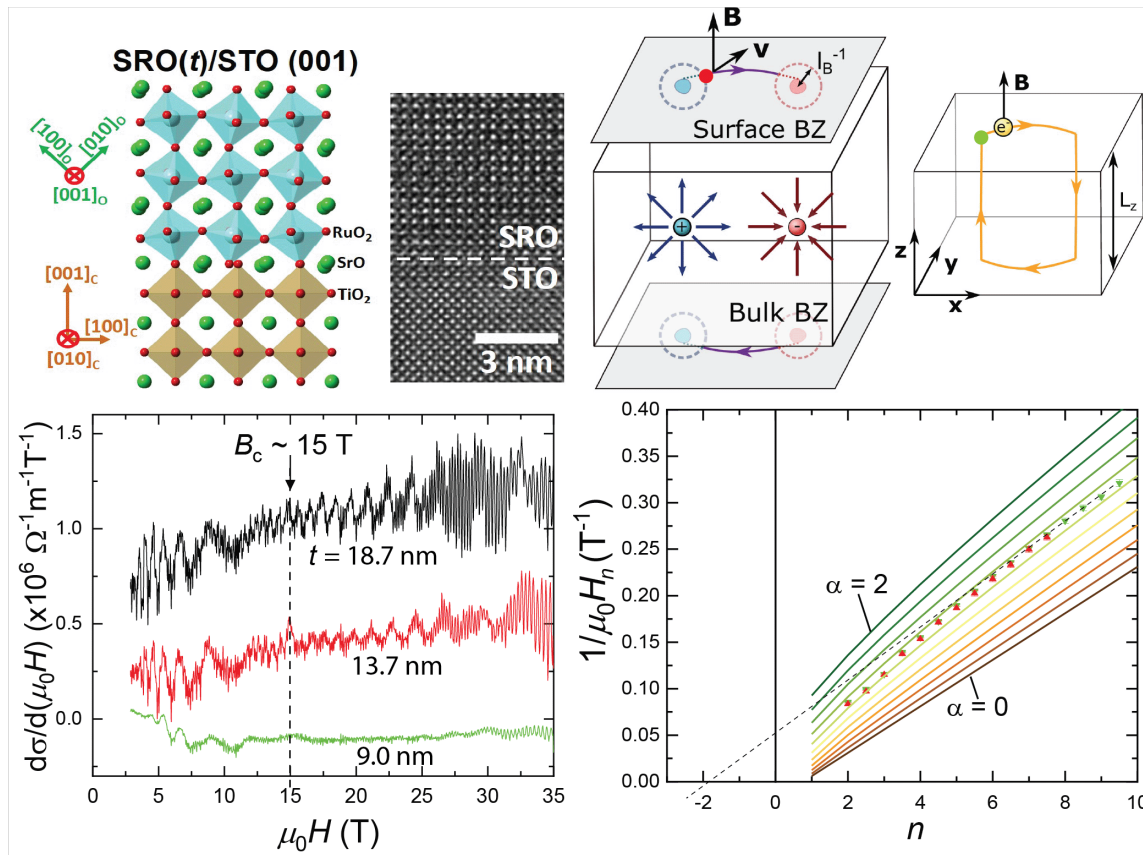 SRO(t)/STO (001)
[100]O
[010]O
[001]O
[001]C
[100]C
[010]C
RuO2
SrO
TiO2
SRO
STO
3 nm
B
v
lB-1
Surface BZ
+
-
Bulk BZ
B
e-
Lz
z
y
x
dσ/d(μ0H) (x10⁶ Ω⁻¹m⁻¹T⁻¹)
1.5
1.0
0.5
0.0
Bc ~ 15 T
t = 18.7 nm
13.7 nm
9.0 nm
0 5 10 15 20 25 30 35
μ0H (T)
1/μ0Hn (T⁻¹)
0.40
0.35
0.30
0.25
0.20
0.15
0.10
0.05
0.00
α = 2
α = 0
-2 0 2 4 6 8 10
n